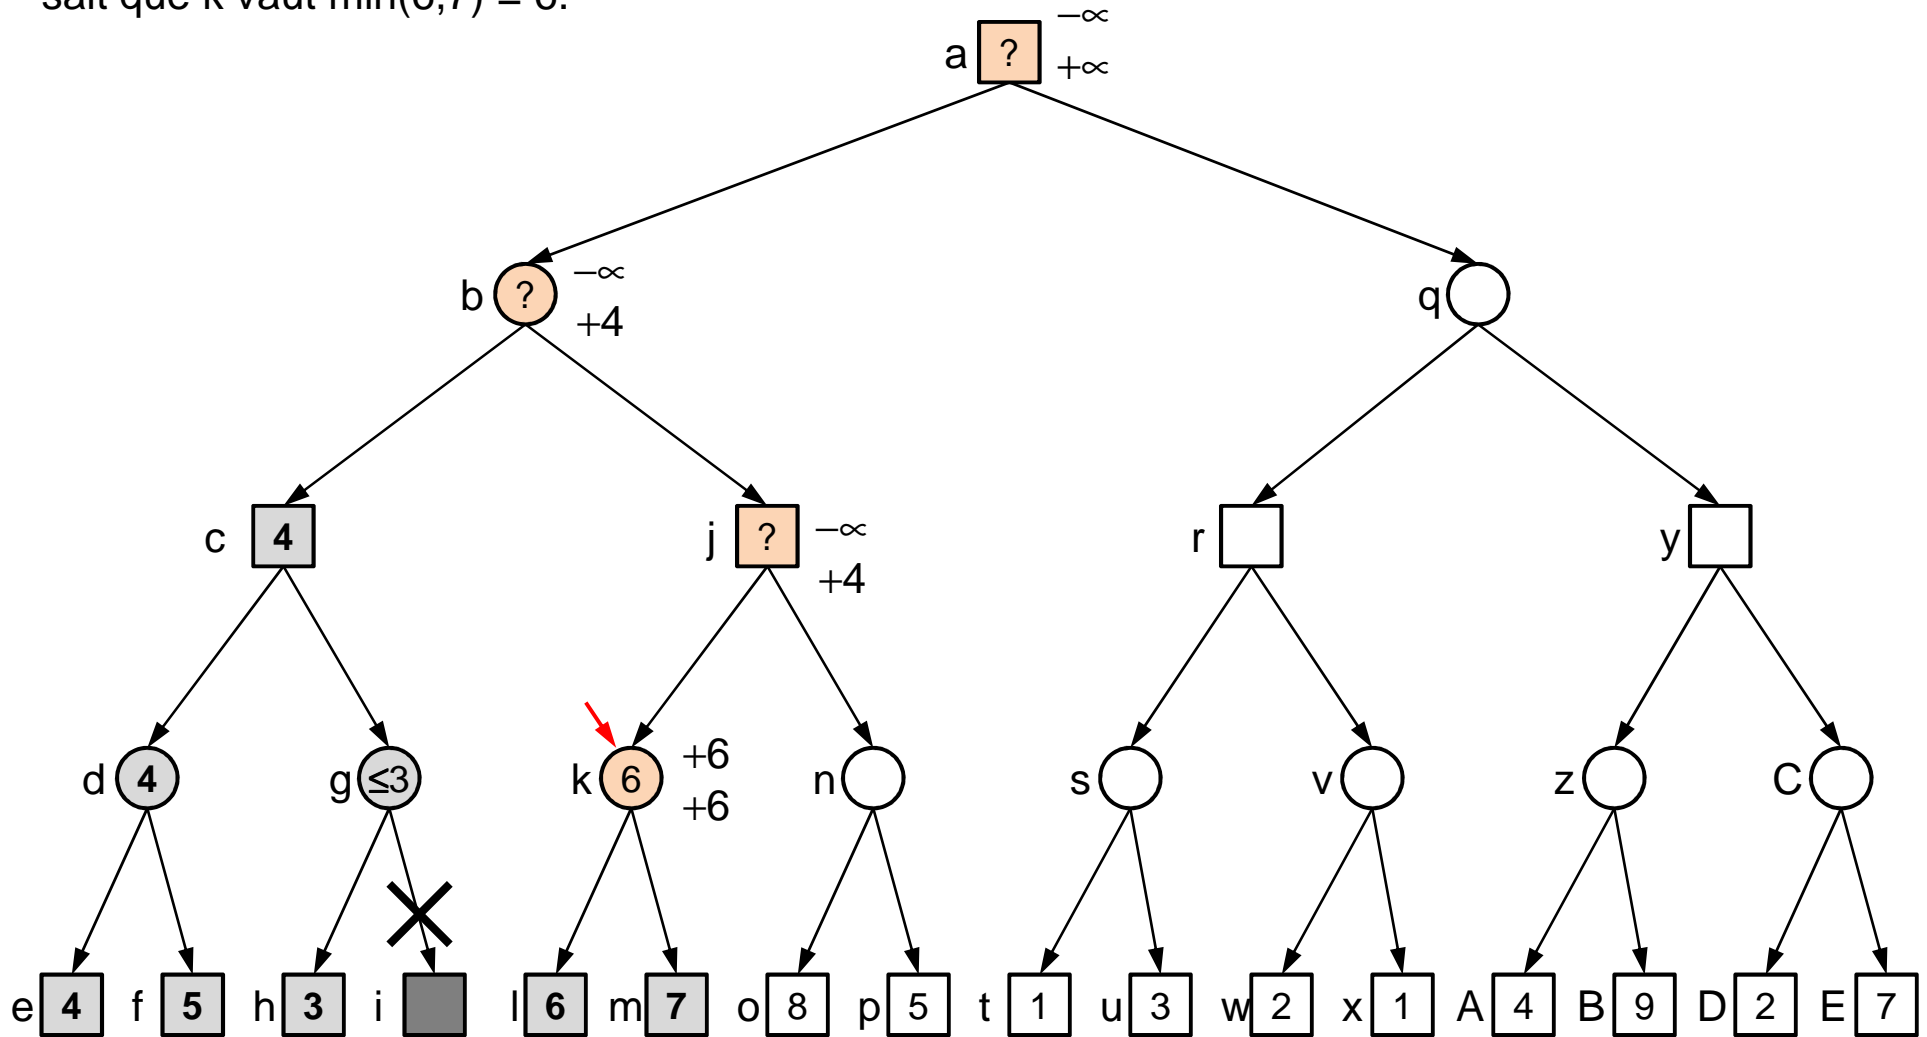 sait que k vaut min(6,7) = 6.
−∝
a ? +∝
b ? −∝
+4
q
c 4 j ? −∝ r y
+4
d 4 g ≤3 k 6 +6 n s v z C
+6
e 4 f 5 h 3 i l 6 m 7 o 8 p 5 t 1 u 3 w 2 x 1 A 4 B 9 D 2 E 7